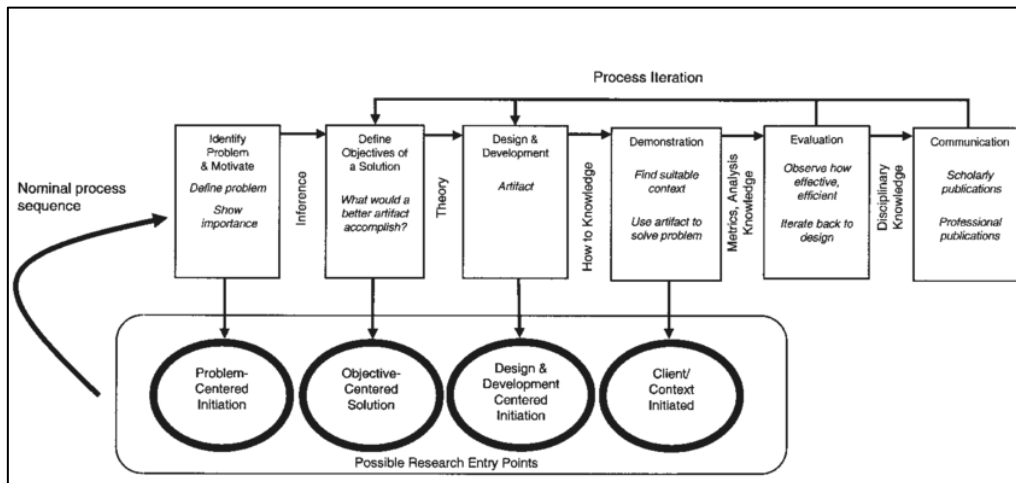 Process Iteration
Nominal process
sequence
Identify
Problem
& Motivate
Define problem
Show
importance
Inference
Define
Objectives of
a Solution
What would a
better artifact
accomplish?
Theory
Design &
Development
Artifact
How to Knowledge
Demonstration
Find suitable
context
Use artifact to
solve problem
Metrics, Analysis
Knowledge
Evaluation
Observe how
effective,
efficient
Iterate back to
design
Disciplinary
Knowledge
Communication
Scholarly
publications
Professional
publications
Problem-
Centered
Initiation
Objective-
Centered
Solution
Design &
Development
Centered
Initiation
Client/
Context
Initiated
Possible Research Entry Points